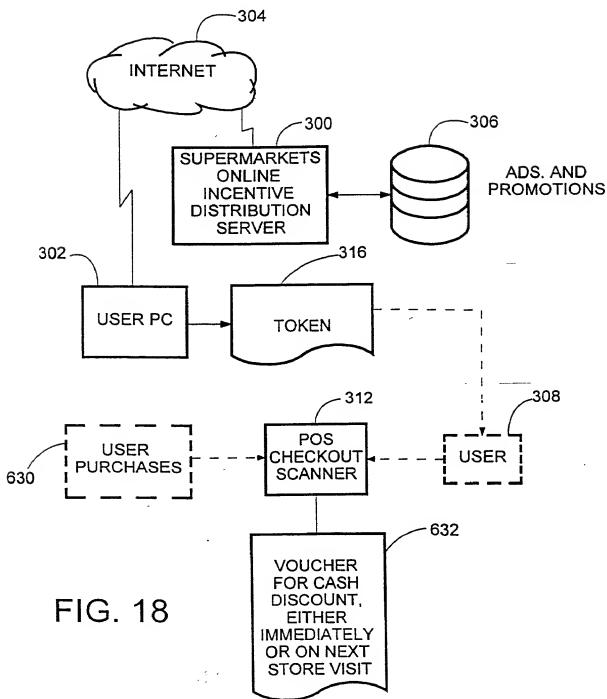 304
INTERNET
300
306
SUPERMARKETS
ONLINE
INCENTIVE
DISTRIBUTION
SERVER
ADS. AND
PROMOTIONS
302
316
USER PC
TOKEN
312
308
USER
PURCHASES
POS
CHECKOUT
SCANNER
USER
630
632
VOUCHER
FOR CASH
DISCOUNT,
EITHER
IMMEDIATELY
OR ON NEXT
STORE VISIT
FIG. 18